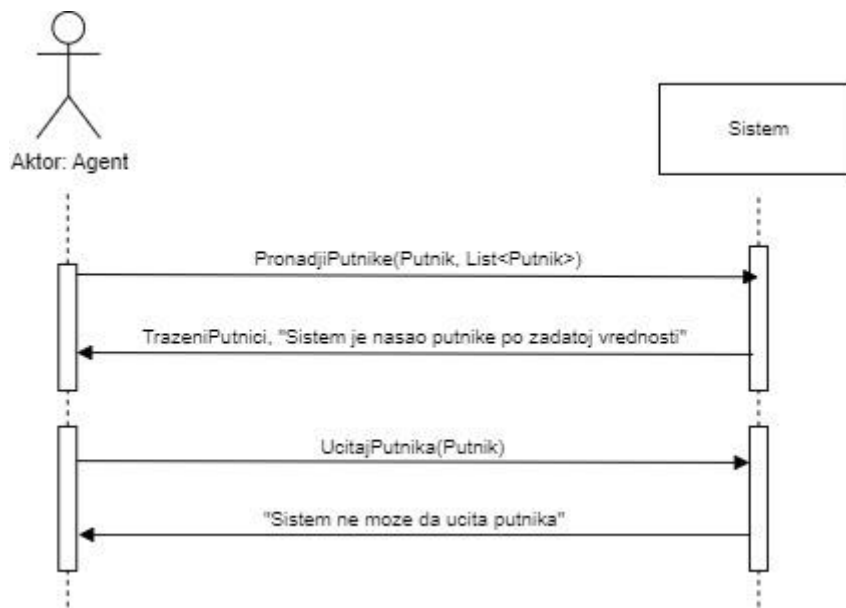 Aktor: Agent
Sistem
PronadjiPutnike(Putnik, List<Putnik>)
TrazeniPutnici, "Sistem je nasao putnike po zadatoj vrednosti"
UcitajPutnika(Putnik)
"Sistem ne moze da ucita putnika"